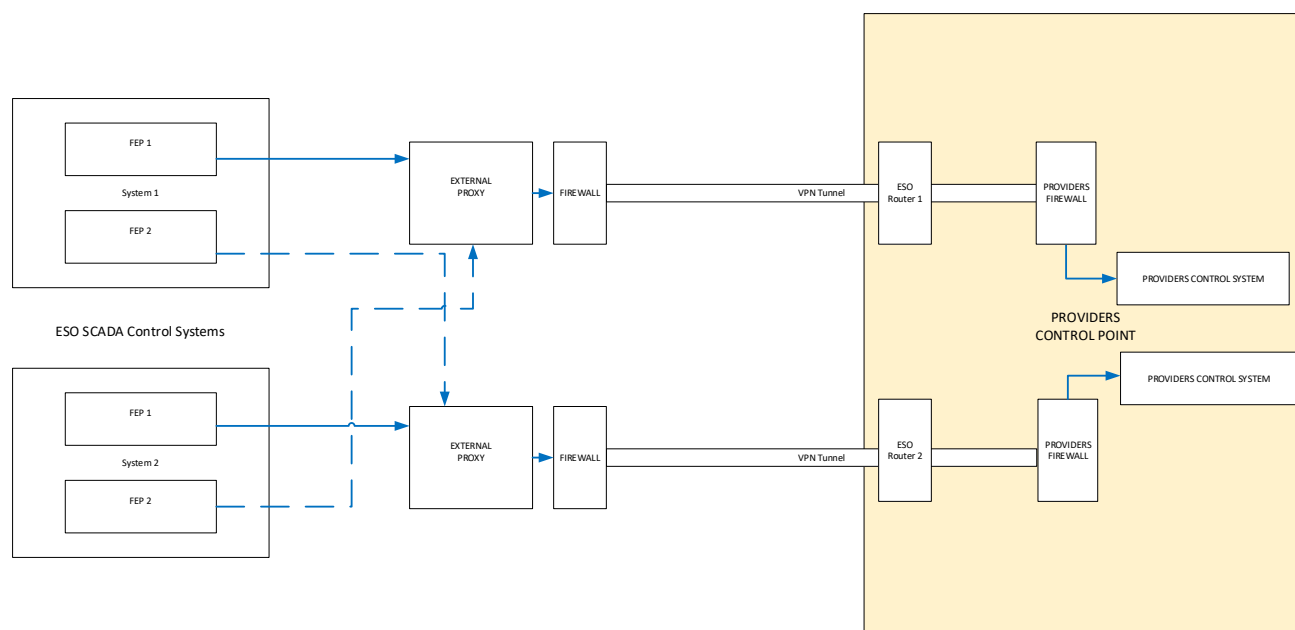 FEP 1
System 1
FEP 2
ESO SCADA Control Systems
FEP 1
System 2
FEP 2
EXTERNAL
PROXY
FIREWALL
VPN Tunnel
ESO
Router 1
PROVIDERS
FIREWALL
PROVIDERS CONTROL SYSTEM
PROVIDERS
CONTROL POINT
PROVIDERS CONTROL SYSTEM
EXTERNAL
PROXY
FIREWALL
VPN Tunnel
ESO
Router 2
PROVIDERS
FIREWALL